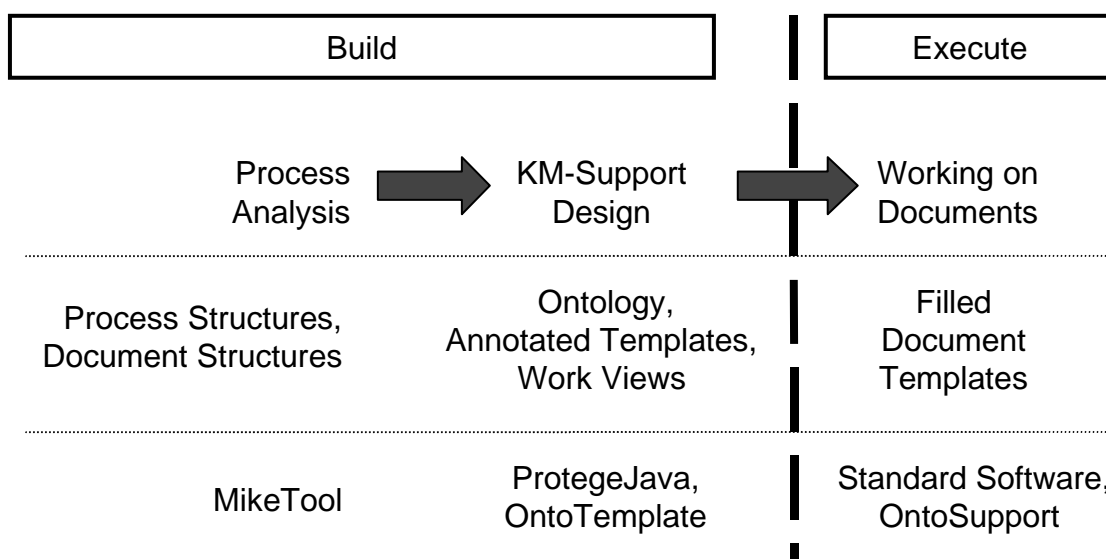 Build
Execute
Process
Analysis
KM-Support
Design
Working on
Documents
Process Structures,
Document Structures
Ontology,
Annotated Templates,
Work Views
Filled
Document
Templates
MikeTool
ProtegeJava,
OntoTemplate
Standard Software,
OntoSupport